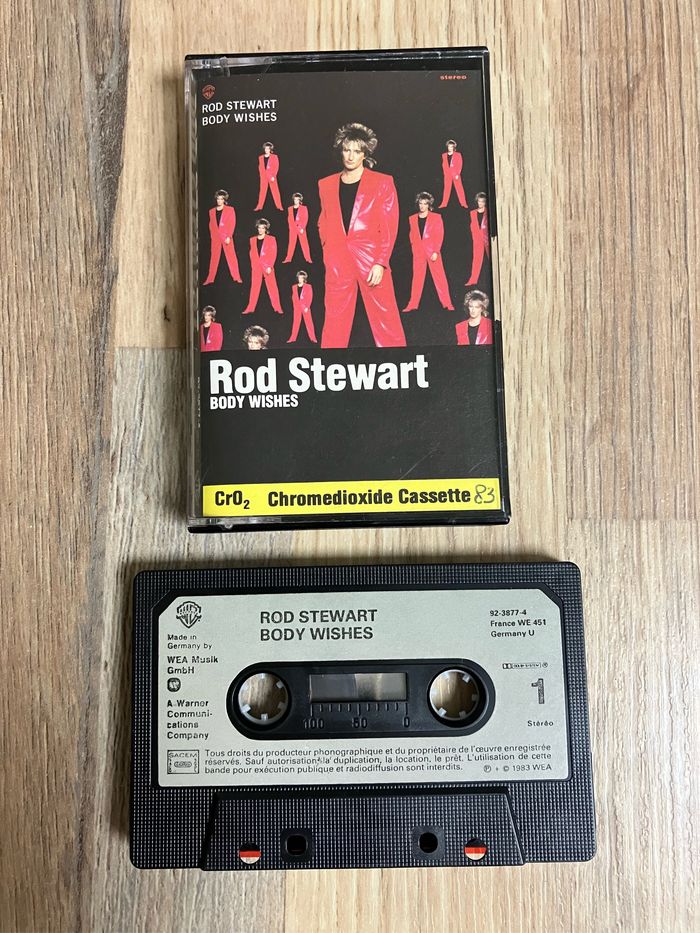 stereo
ROD STEWART
BODY WISHES
Rod Stewart
BODY WISHES
CrO₂ Chromedioxide Cassette 83
ROD STEWART
BODY WISHES
92-3877-4
France WE 451
Germany U
Made in
Germany by
WEA Musik
GmbH
A Warner
Communi-
cations
Company
100 50 0
1
Stéréo
SACEM
Tous droits du producteur phonographique et du propriétaire de l'œuvre enregistrée
réservés. Sauf autorisation, la duplication, la location, le prêt. L'utilisation de cette
bande pour exécution publique et radiodiffusion sont interdits. ℗ + © 1983 WEA